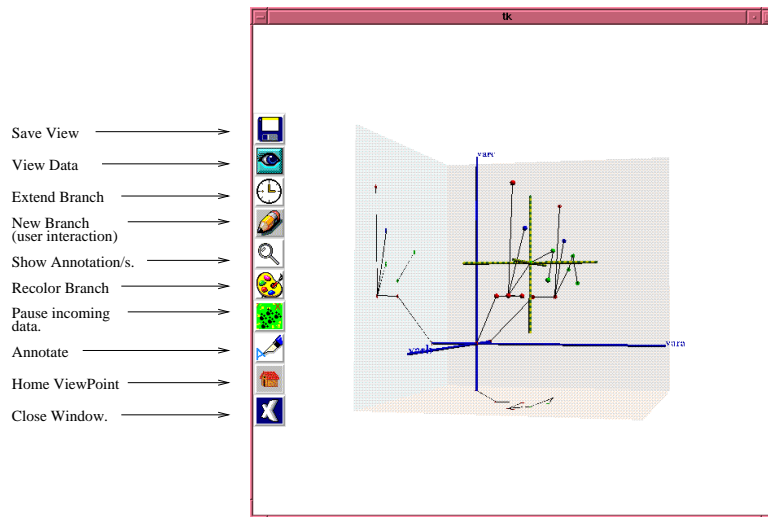 tk
Save View
View Data
Extend Branch
New Branch
(user interaction)
Show Annotation/s.
Recolor Branch
Pause incoming
data.
Annotate
Home ViewPoint
Close Window.
varc
vara
varb